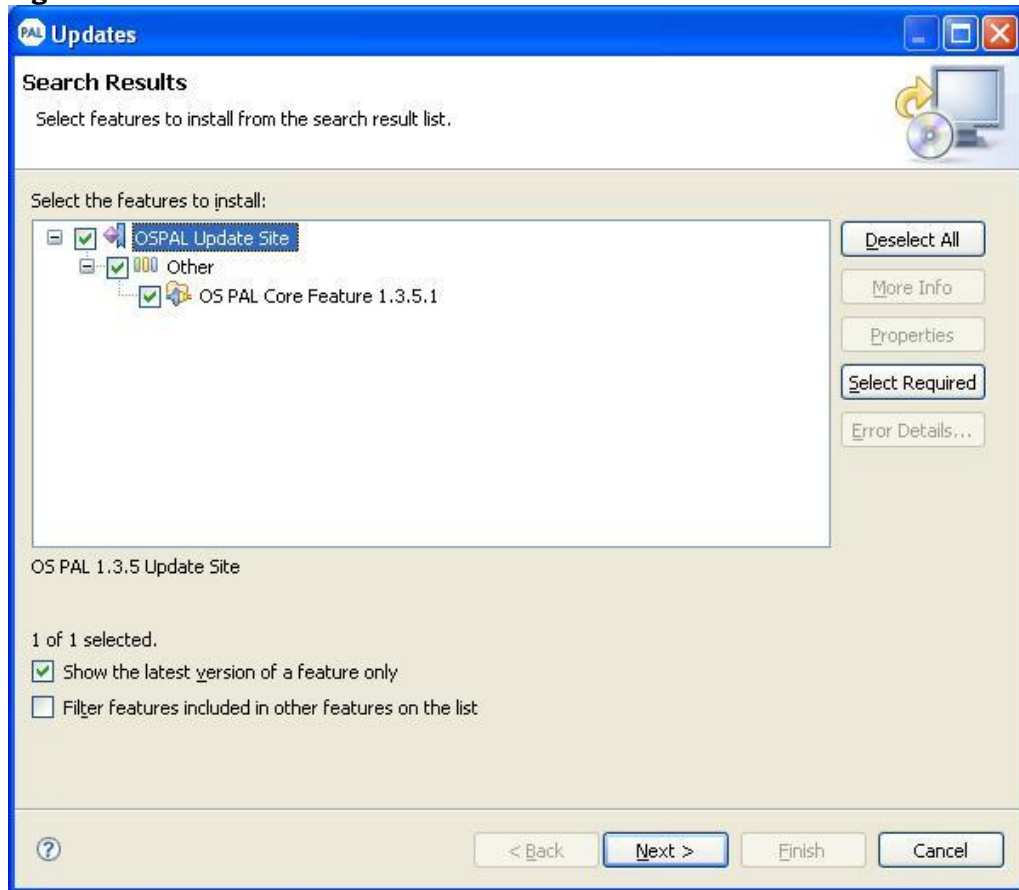 PAL Updates
Search Results
Select features to install from the search result list.
Select the features to install:
OSPAL Update Site
Deselect All
Other
OS PAL Core Feature 1.3.5.1
More Info
Properties
Select Required
Error Details...
OS PAL 1.3.5 Update Site
1 of 1 selected.
Show the latest version of a feature only
Filter features included in other features on the list
? < Back Next > Finish Cancel